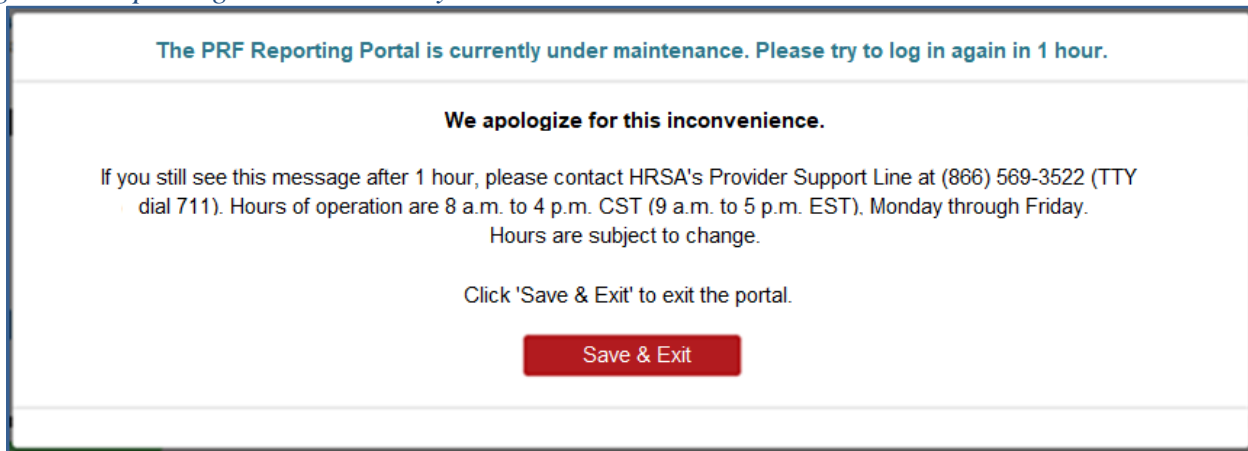 The PRF Reporting Portal is currently under maintenance. Please try to log in again in 1 hour.
We apologize for this inconvenience.
If you still see this message after 1 hour, please contact HRSA's Provider Support Line at (866) 569-3522 (TTY
dial 711). Hours of operation are 8 a.m. to 4 p.m. CST (9 a.m. to 5 p.m. EST), Monday through Friday.
Hours are subject to change.
Click 'Save & Exit' to exit the portal.
Save & Exit